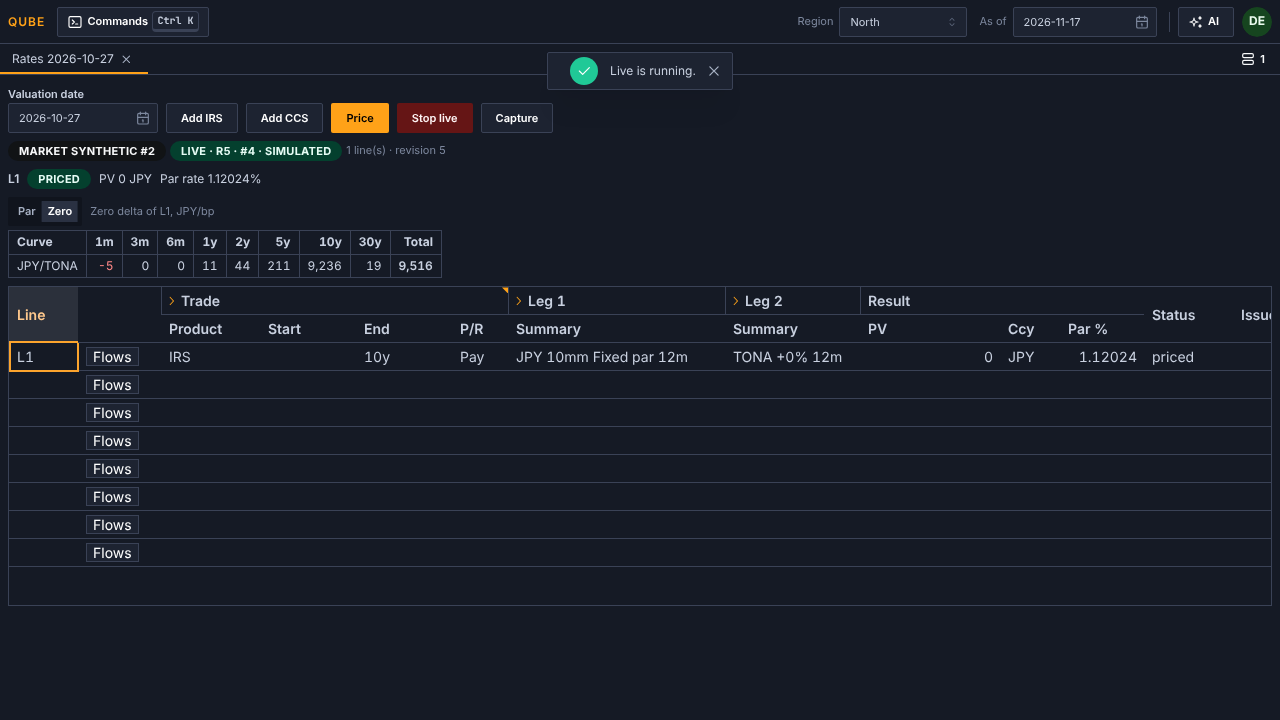 QUBE Commands Ctrl K Region North As of 2026-11-17 AI DE
Rates 2026-10-27 1
Live is running.
Valuation date
2026-10-27 Add IRS Add CCS Price Stop live Capture
MARKET SYNTHETIC #2 LIVE · R5 · #4 · SIMULATED 1 line(s) · revision 5
L1 PRICED PV 0 JPY Par rate 1.12024%
Par Zero Zero delta of L1, JPY/bp
Curve 1m 3m 6m 1y 2y 5y 10y 30y Total
JPY/TONA -5 0 0 11 44 211 9,236 19 9,516
Line Trade Leg 1 Leg 2 Result Status Issue
Product Start End P/R Summary Summary PV Ccy Par %
L1 Flows IRS 10y Pay JPY 10mm Fixed par 12m TONA +0% 12m 0 JPY 1.12024 priced
Flows
Flows
Flows
Flows
Flows
Flows
Flows